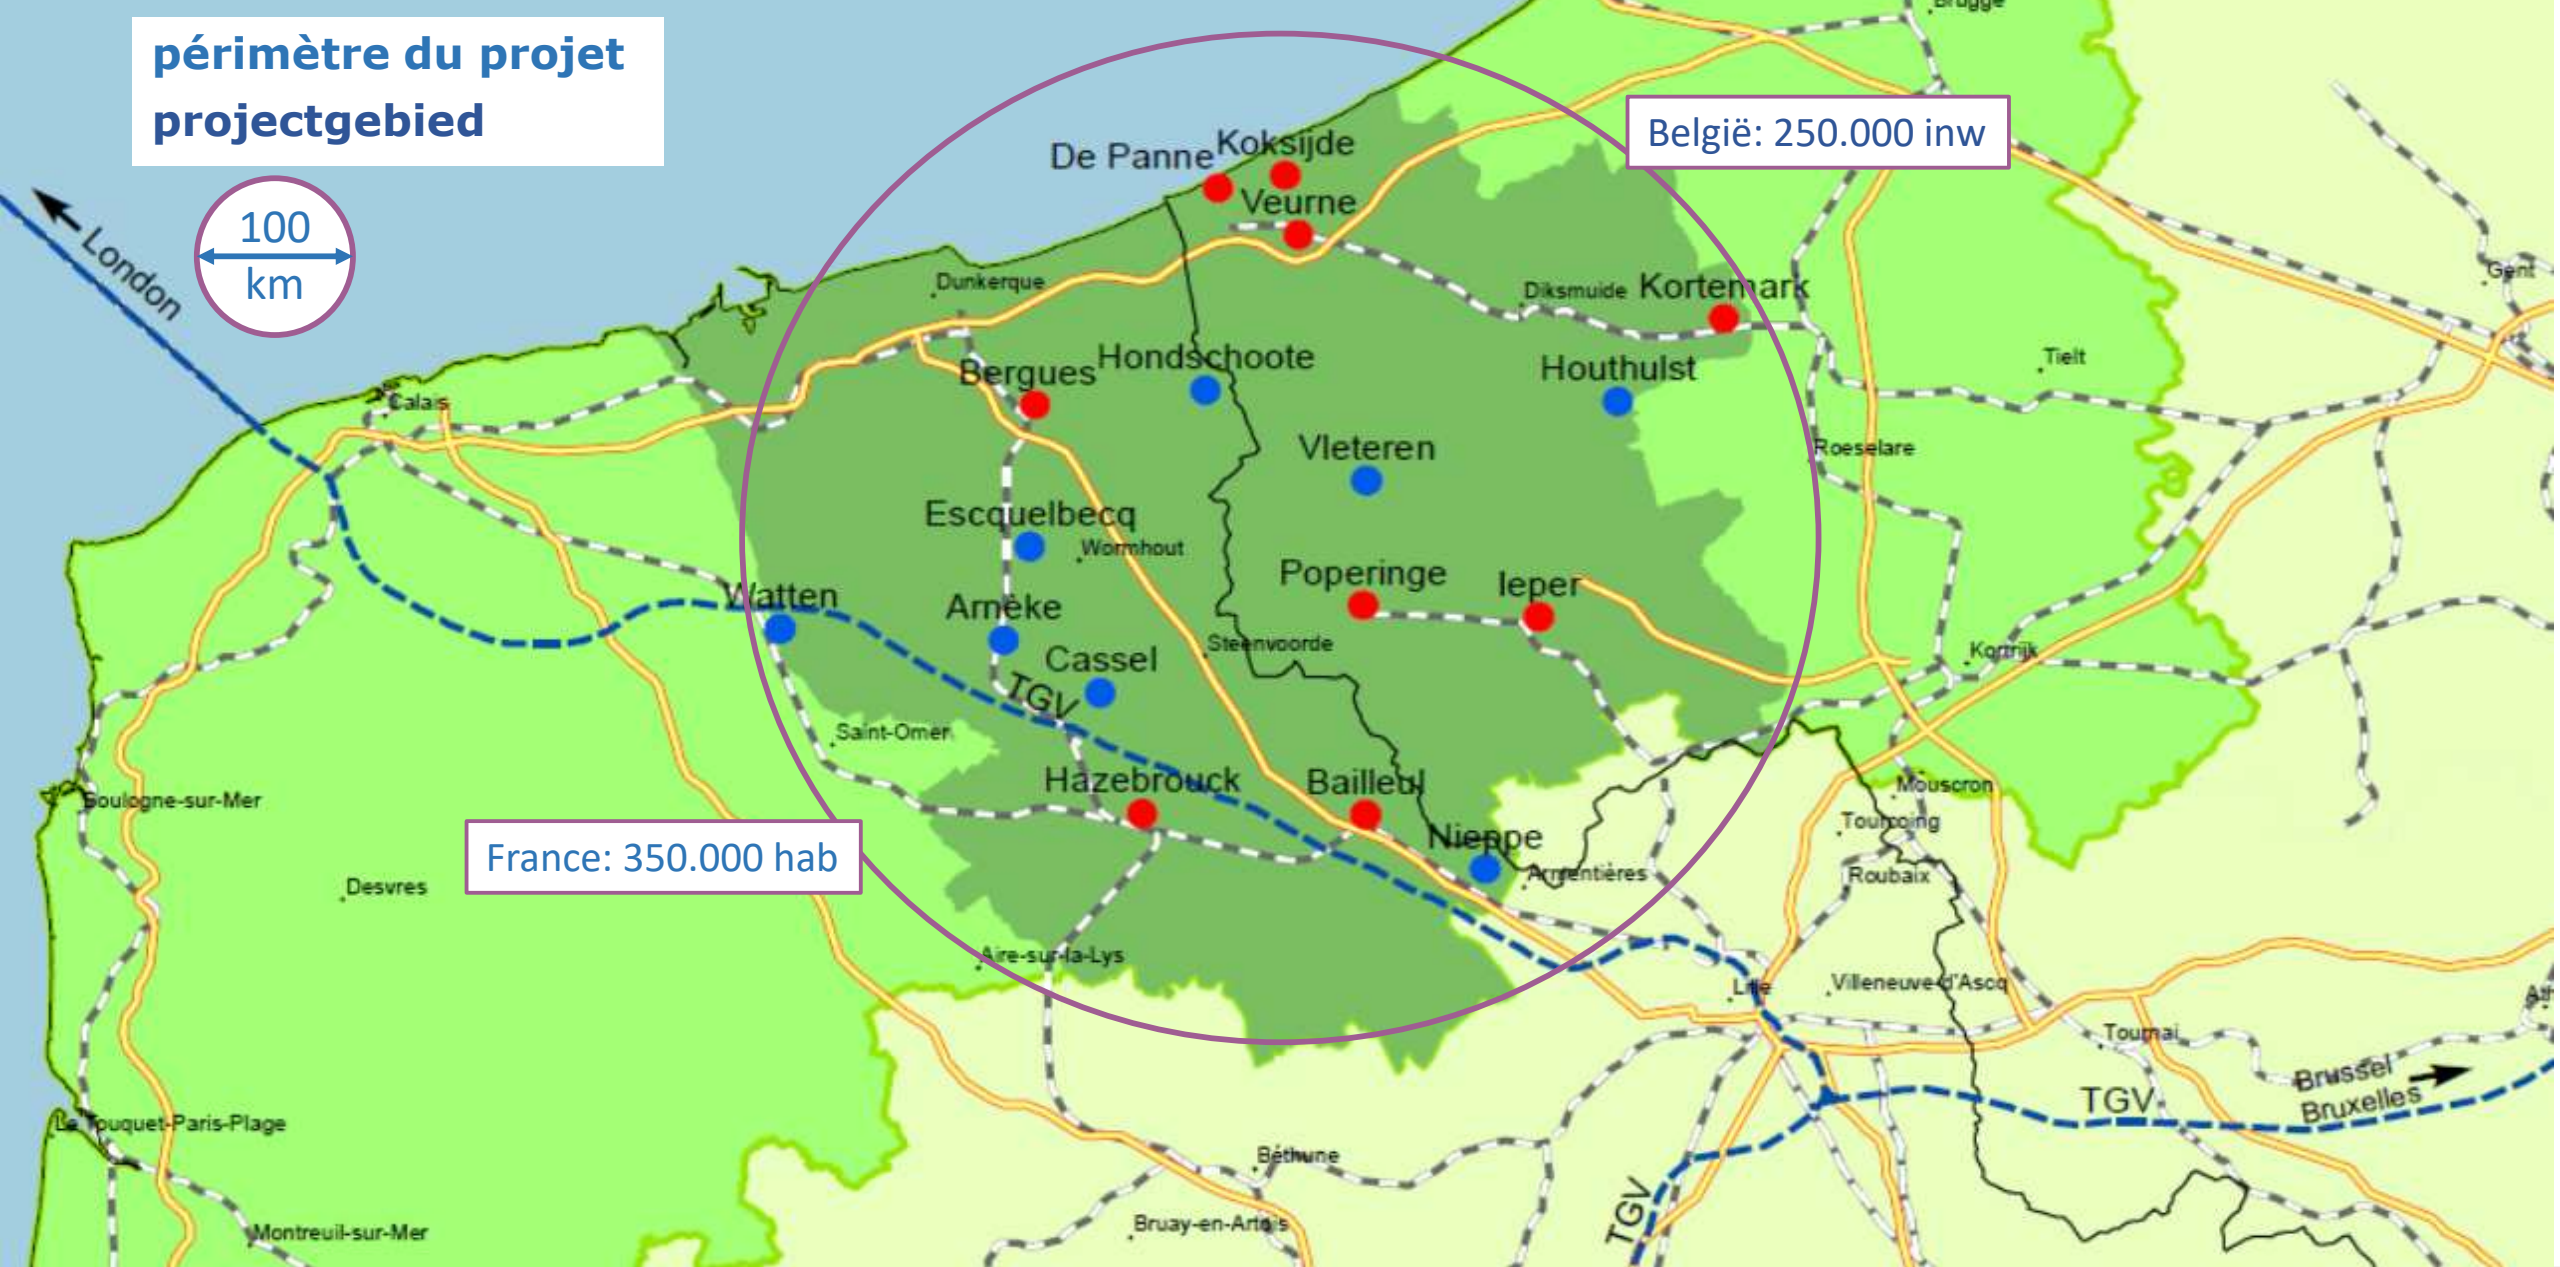 périmètre du projet
projectgebied
100
km
London
België: 250.000 inw
France: 350.000 hab
Brugge
De Panne
Koksijde
Veurne
Dunkerque
Diksmuide
Kortemark
Gent
Tielt
Calais
Bergues
Hondschoote
Houthulst
Roeselare
Vleteren
Escquelbecq
Wormhout
Watten
Arnèke
Poperinge
Ieper
Steenvoorde
Kortrijk
Cassel
TGV
Saint-Omer
Hazebrouck
Bailleul
Mouscron
Boulogne-sur-Mer
Tourcoing
Nieppe
Armentières
Roubaix
Desvres
Aire-sur-la-Lys
Lille
Villeneuve-d'Ascq
Tournai
Brussel
Bruxelles
TGV
Le Touquet-Paris-Plage
Béthune
TGV
Bruay-en-Artois
Montreuil-sur-Mer